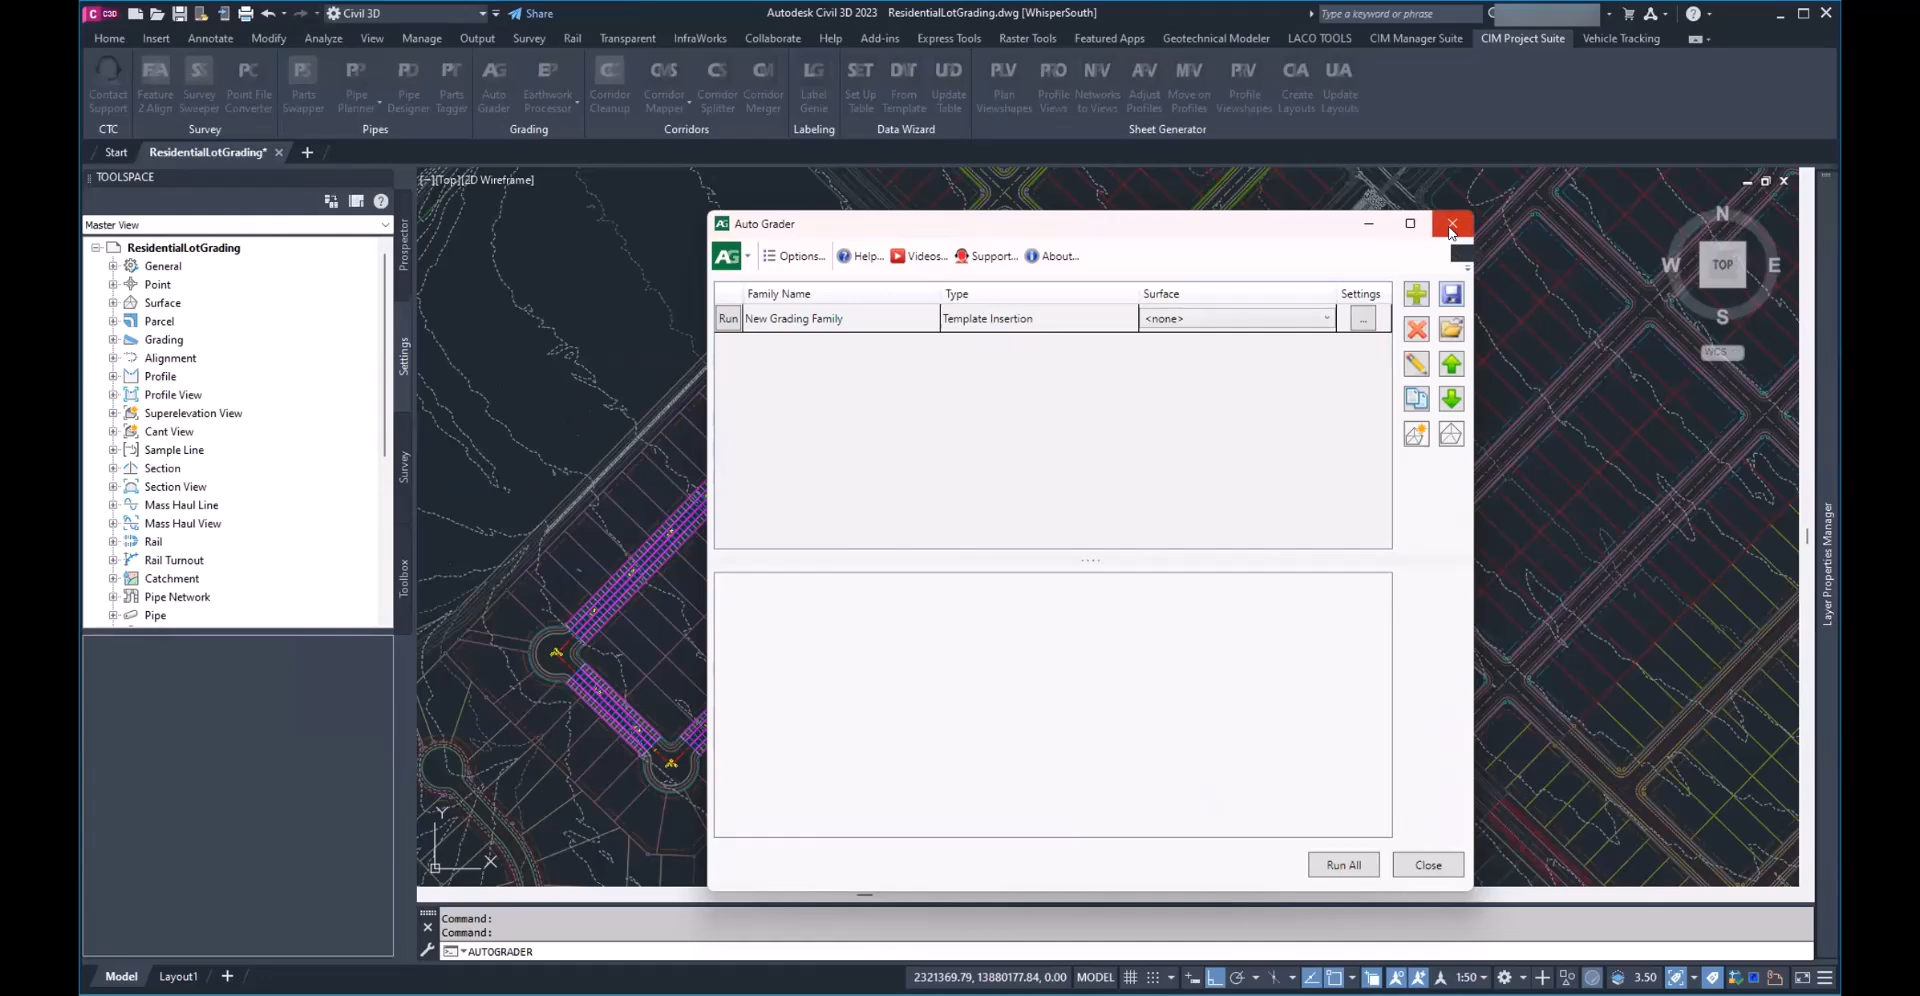 C3D Civil 3D Share Autodesk Civil 3D 2023 ResidentialLotGrading.dwg [WhisperSouth] Type a keyword or phrase
Home Insert Annotate Modify Analyze View Manage Output Survey Rail Transparent InfraWorks Collaborate Help Add-ins Express Tools Raster Tools Featured Apps Geotechnical Modeler LACO TOOLS CIM Manager Suite CIM Project Suite Vehicle Tracking
Contact Support Feature 2 Align Survey Sweeper Point File Converter Parts Swapper Pipe Planner Pipe Designer Parts Tagger Auto Grader Earthwork Processor Corridor Cleanup Corridor Mapper Corridor Splitter Corridor Merger Label Genie Set Up Table From Template Update Table Plan Viewshapes Profile Views Networks to Views Adjust Profiles Move on Profiles Profile Viewshapes Create Layouts Update Layouts
CTC Survey Pipes Grading Corridors Labeling Data Wizard Sheet Generator
Start ResidentialLotGrading*
TOOLSPACE
Master View
ResidentialLotGrading
General
Point
Surface
Parcel
Grading
Alignment
Profile
Profile View
Superelevation View
Cant View
Sample Line
Section
Section View
Mass Haul Line
Mass Haul View
Rail
Rail Turnout
Catchment
Pipe Network
Pipe
Prospector
Settings
Survey
Toolbox
[−][Top][2D Wireframe]
Auto Grader
AG Options... Help... Videos... Support... About...
Family Name Type Surface Settings
Run New Grading Family Template Insertion <none> ...
Run All Close
N
W TOP E
S
WCS
Layer Properties Manager
Y
X
Command:
Command:
AUTOGRADER
Model Layout1 2321369.79, 13880177.84, 0.00 MODEL 1:50 3.50